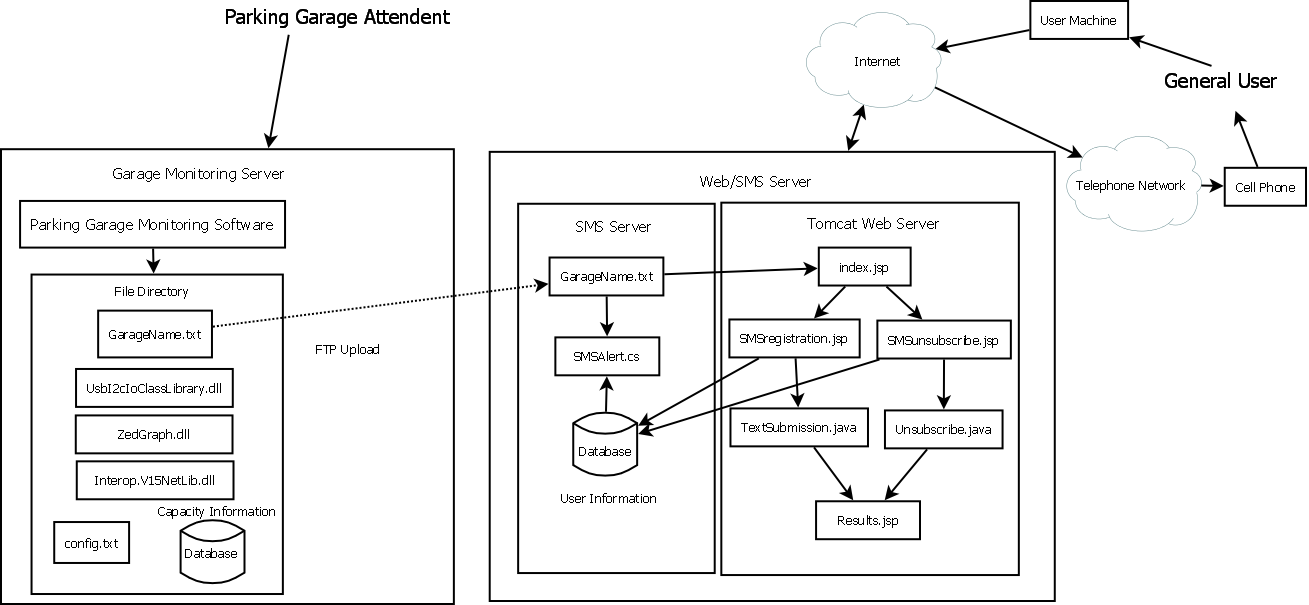 Parking Garage Attendent
User Machine
Internet
General User
Telephone Network
Cell Phone
Garage Monitoring Server
Parking Garage Monitoring Software
File Directory
GarageName.txt
UsbI2cIoClassLibrary.dll
ZedGraph.dll
Interop.V15NetLib.dll
Capacity Information
config.txt
Database
FTP Upload
Web/SMS Server
SMS Server
GarageName.txt
SMSAlert.cs
Database
User Information
Tomcat Web Server
index.jsp
SMSregistration.jsp
SMSunsubscribe.jsp
TextSubmission.java
Unsubscribe.java
Results.jsp